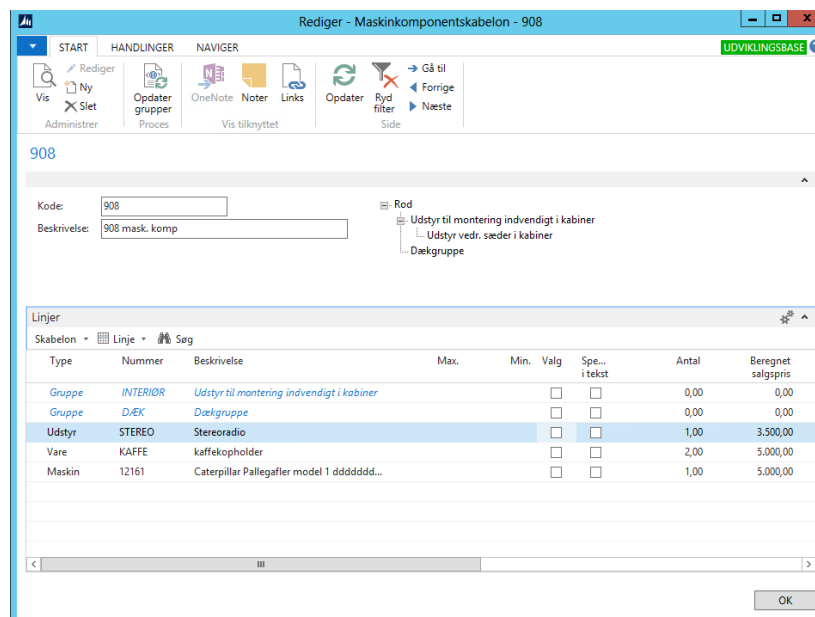 Rediger - Maskinkomponentskabelon - 908
START HANDLINGER NAVIGER UDVIKLINGSBASE
Vis
Rediger
Ny
Slet
Opdater grupper
OneNote Noter Links
Opdater
Ryd filter
Gå til
Forrige
Næste
Administrer Proces Vis tilknyttet Side
908
Kode: 908
Beskrivelse: 908 mask. komp
Rod
Udstyr til montering indvendigt i kabiner
Udstyr vedr. sæder i kabiner
Dækgruppe
Linjer
Skabelon Linje Søg
Type Nummer Beskrivelse Max. Min. Valg Spe... i tekst Antal Beregnet salgspris
Gruppe INTERIØR Udstyr til montering indvendigt i kabiner 0,00 0,00
Gruppe DÆK Dækgruppe 0,00 0,00
Udstyr STEREO Stereoradio 1,00 3.500,00
Vare KAFFE kaffekopholder 2,00 5.000,00
Maskin 12161 Caterpillar Pallegafler model 1 ddddddd... 1,00 5.000,00
OK